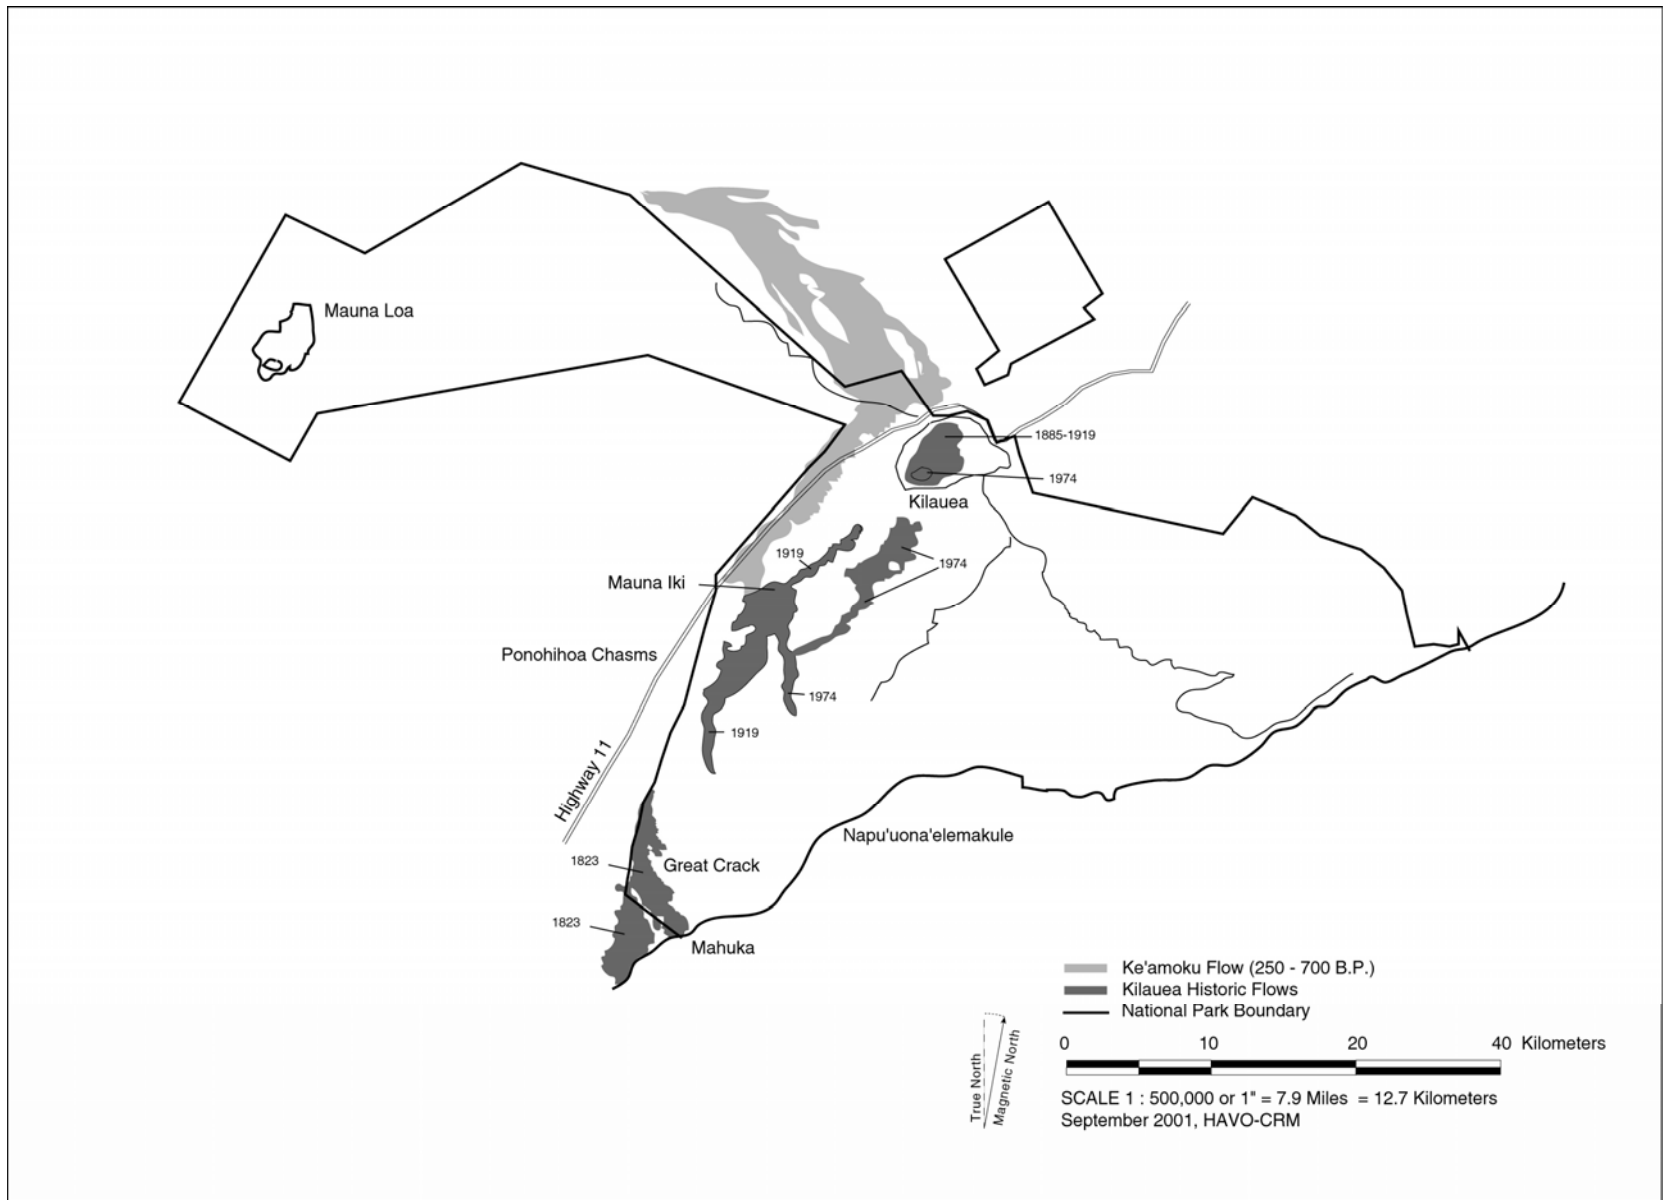 Mauna Loa
1885-1919
1974
Kilauea
1919
1974
Mauna Iki
Ponohihoa Chasms
1974
1919
Highway 11
Napu'uona'elemakule
1823
Great Crack
1823
Mahuka
Ke'amoku Flow (250 - 700 B.P.)
Kilauea Historic Flows
National Park Boundary
True North
Magnetic North
0 10 20 40 Kilometers
SCALE 1 : 500,000 or 1" = 7.9 Miles = 12.7 Kilometers
September 2001, HAVO-CRM